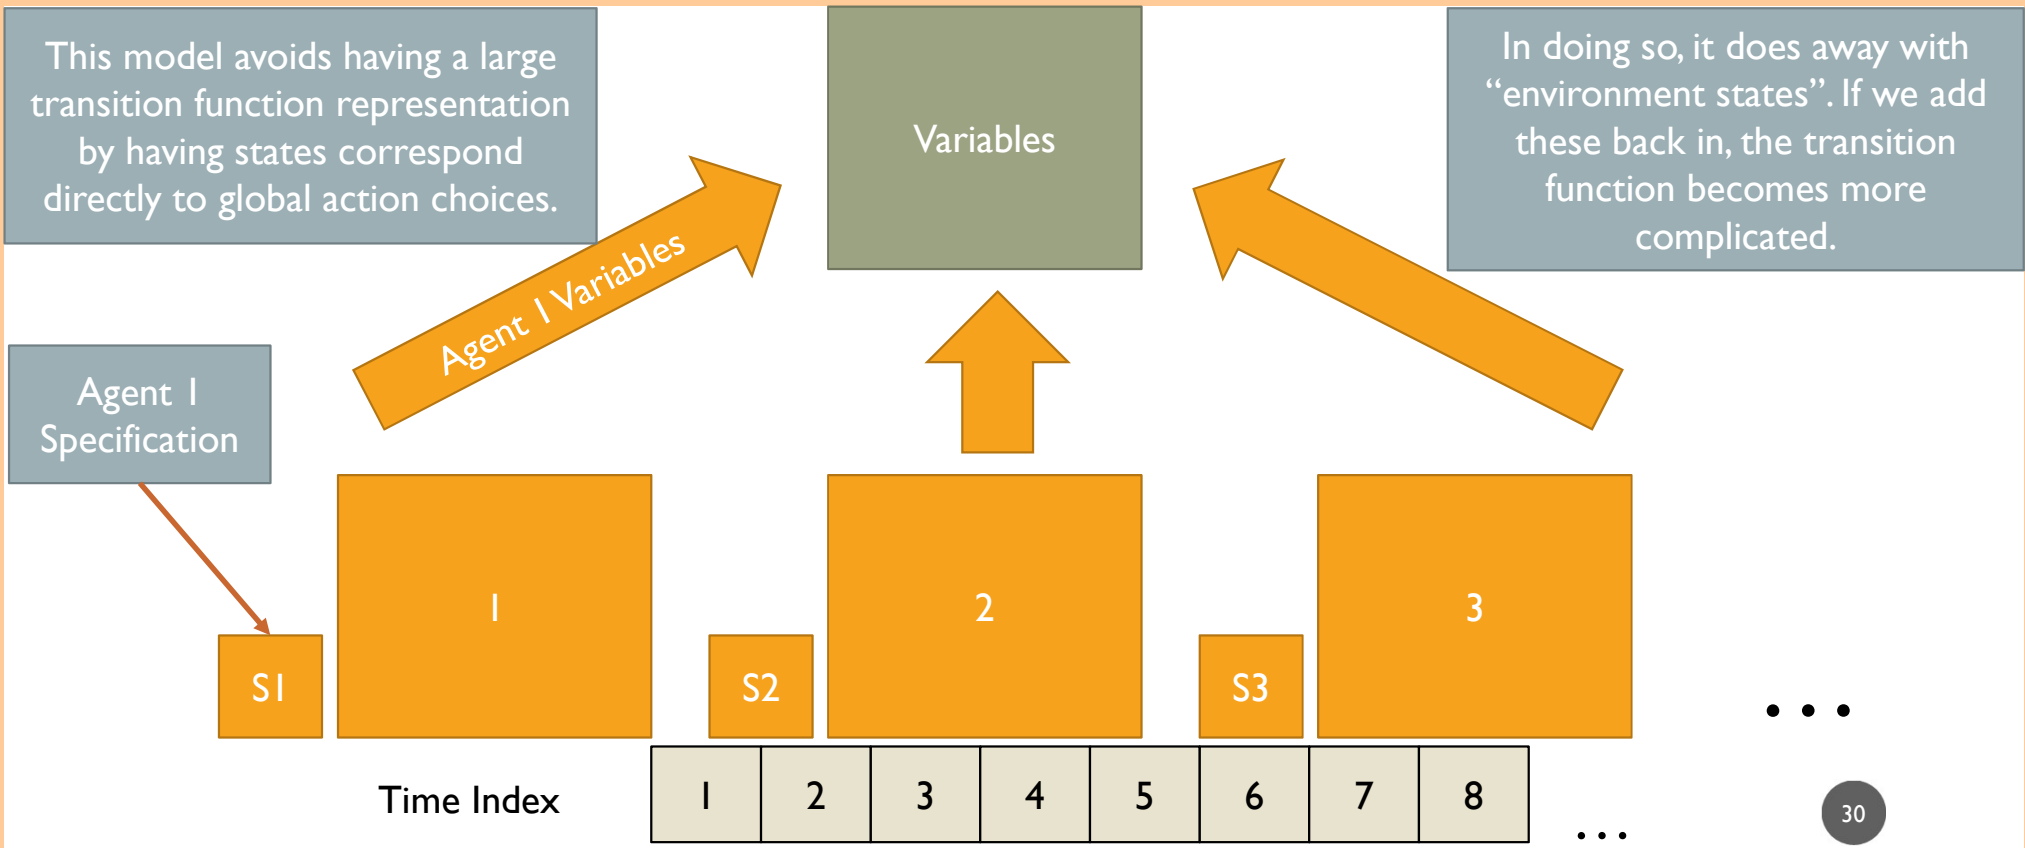 This model avoids having a large
transition function representation
by having states correspond
directly to global action choices.
Variables
In doing so, it does away with
“environment states”. If we add
these back in, the transition
function becomes more
complicated.
Agent 1 Variables
Agent 1
Specification
S1
1
S2
2
S3
3
...
Time Index
1 2 3 4 5 6 7 8
...
30